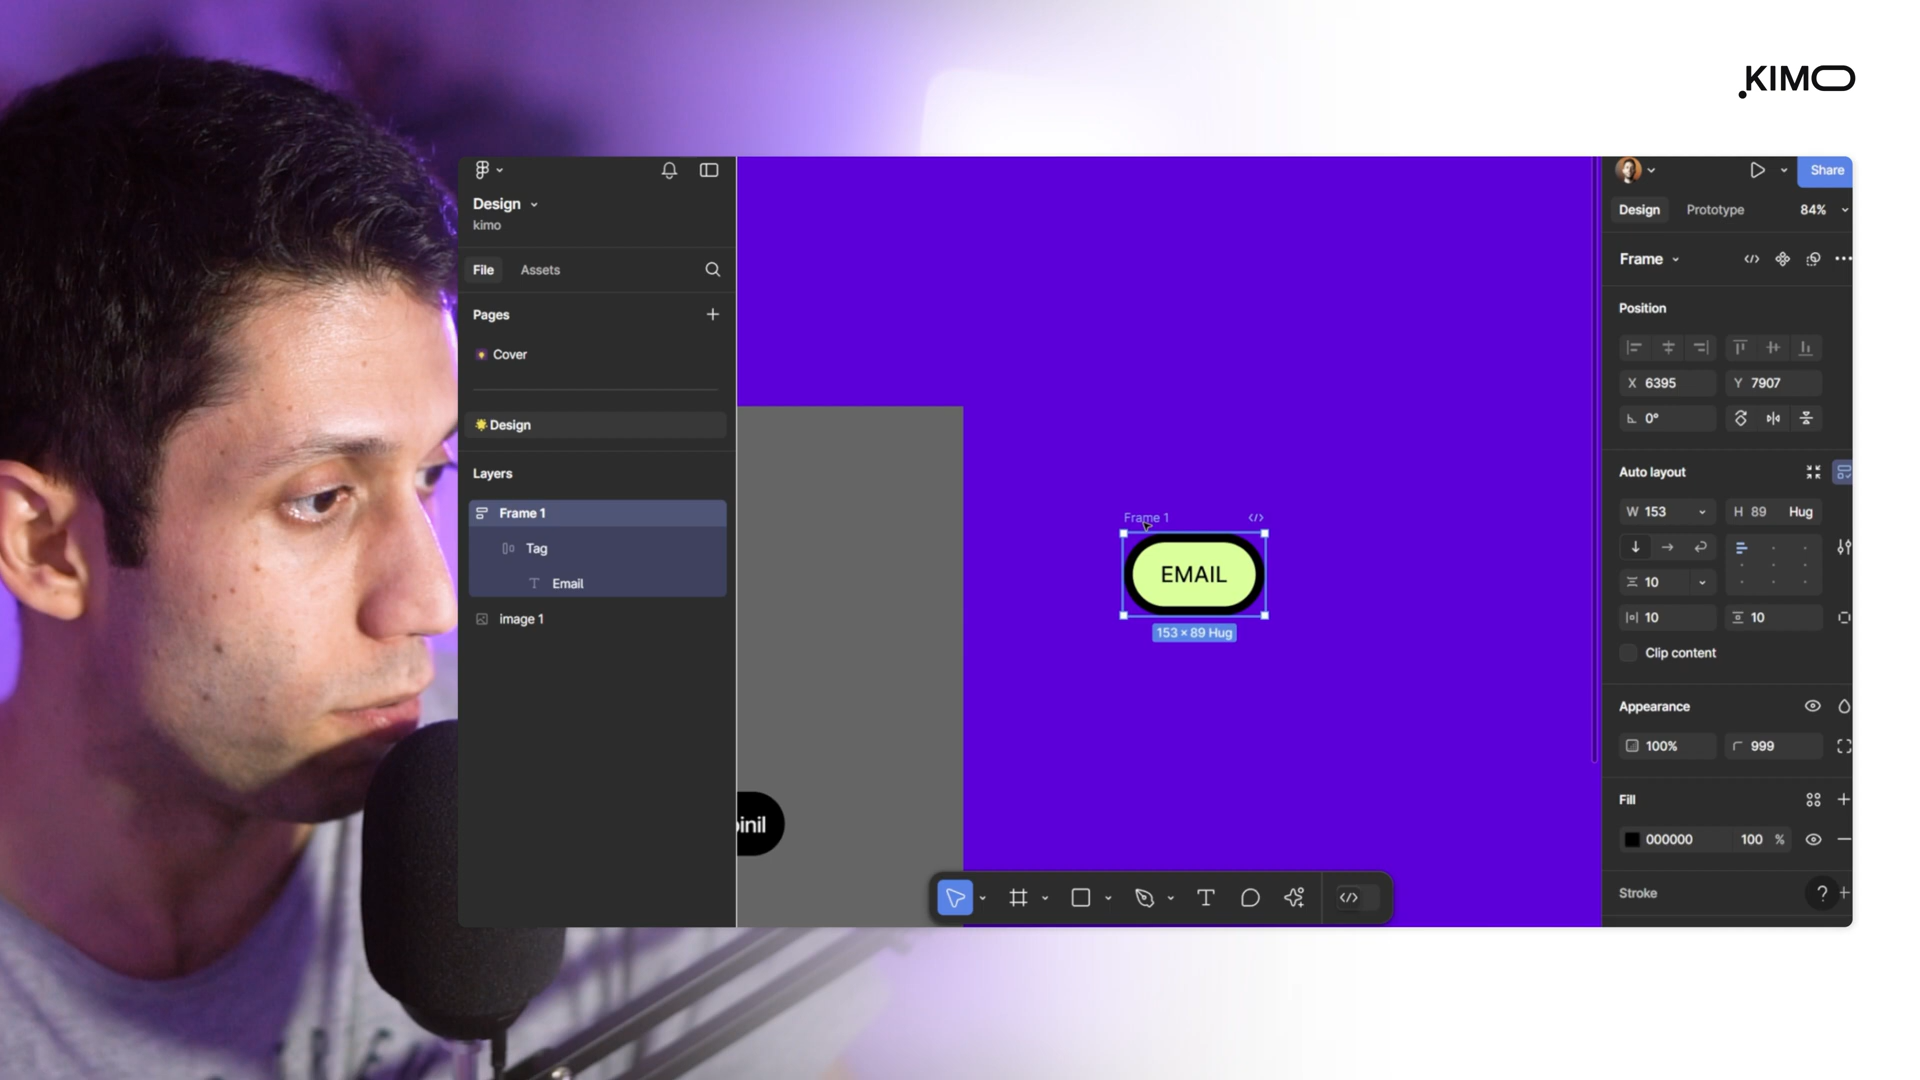 KIMO
Design
kimo
File Assets
Pages
Cover
Design
Layers
Frame 1
Tag
Email
image 1
Frame 1
EMAIL
153 × 89 Hug
inil
Share
Design Prototype 84%
Frame
Position
X 6395 Y 7907
0°
Auto layout
W 153 H 89 Hug
10
10 10
Clip content
Appearance
100% 999
Fill
000000 100 %
Stroke
?